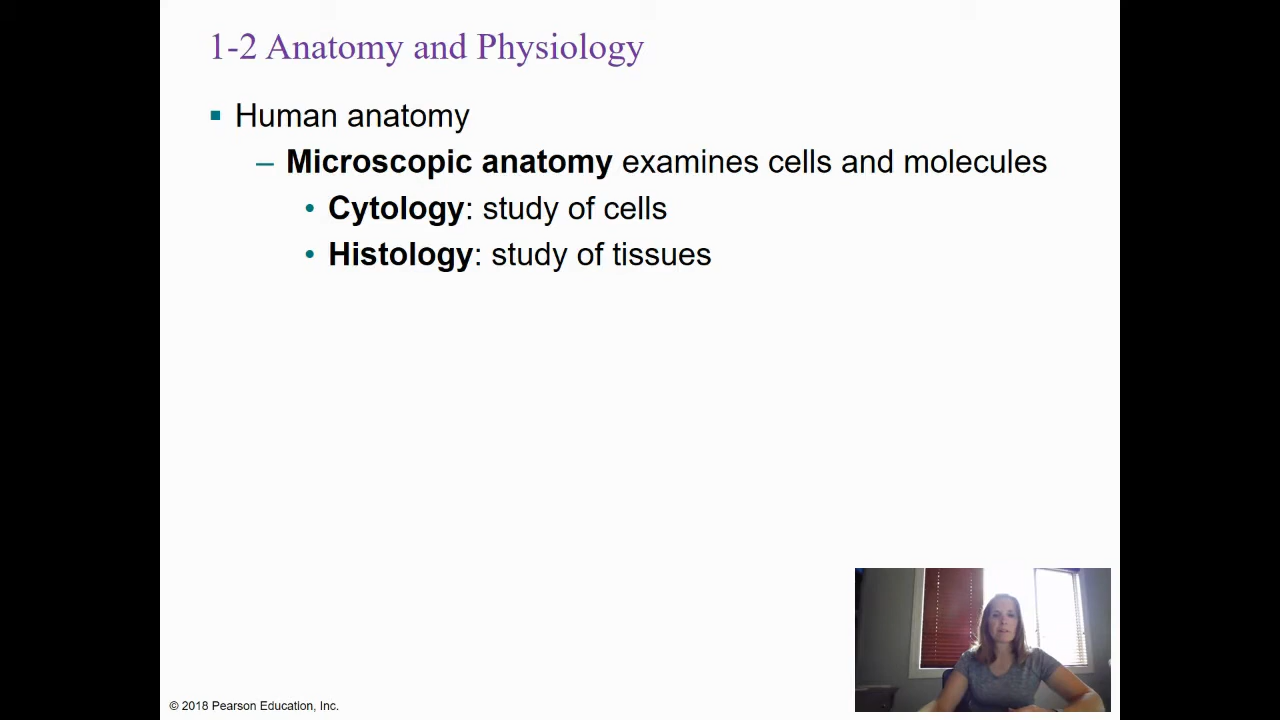 1-2 Anatomy and Physiology
▪ Human anatomy
– Microscopic anatomy examines cells and molecules
• Cytology: study of cells
• Histology: study of tissues
© 2018 Pearson Education, Inc.